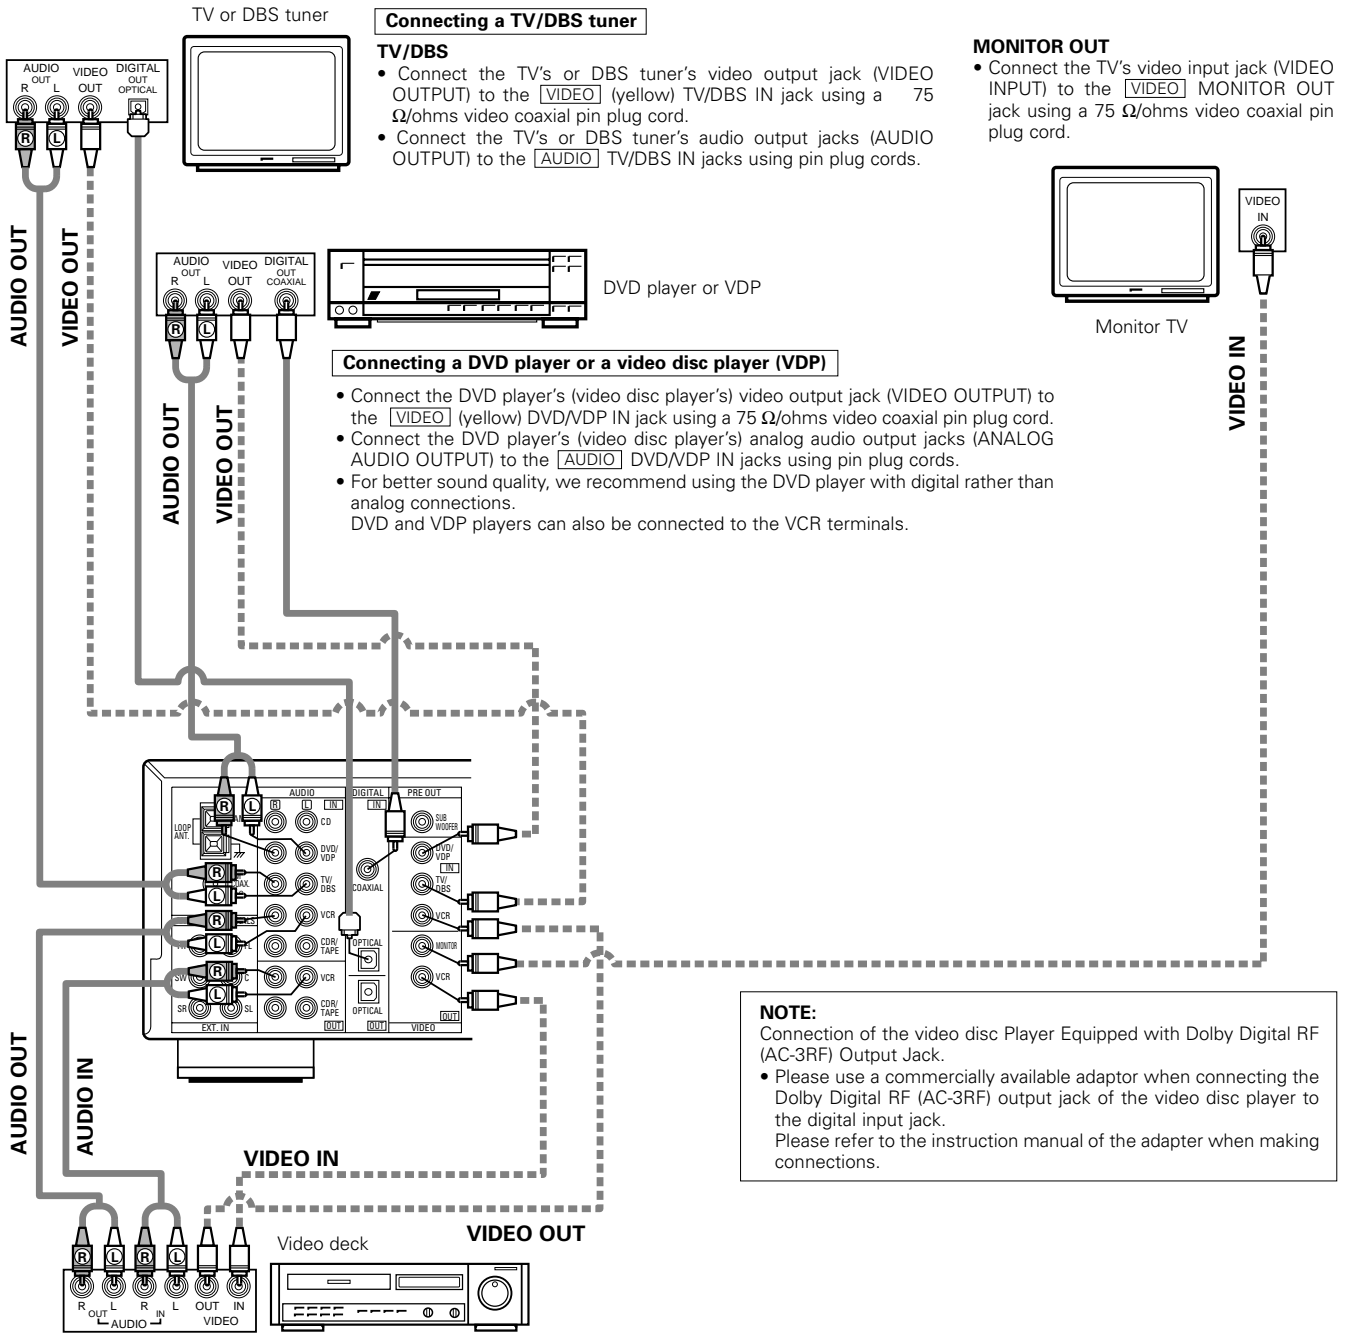 TV or DBS tuner
Connecting a TV/DBS tuner
TV/DBS
• Connect the TV's or DBS tuner's video output jack (VIDEO
OUTPUT) to the VIDEO (yellow) TV/DBS IN jack using a 75
Ω/ohms video coaxial pin plug cord.
• Connect the TV's or DBS tuner's audio output jacks (AUDIO
OUTPUT) to the AUDIO TV/DBS IN jacks using pin plug cords.
MONITOR OUT
• Connect the TV's video input jack (VIDEO
INPUT) to the VIDEO MONITOR OUT
jack using a 75 Ω/ohms video coaxial pin
plug cord.
AUDIO
OUT
R L
VIDEO
OUT
DIGITAL
OUT
OPTICAL
R L
AUDIO OUT
VIDEO OUT
VIDEO
IN
Monitor TV
VIDEO IN
AUDIO
OUT
R L
VIDEO
OUT
DIGITAL
OUT
COAXIAL
R L
DVD player or VDP
AUDIO OUT
VIDEO OUT
Connecting a DVD player or a video disc player (VDP)
• Connect the DVD player's (video disc player's) video output jack (VIDEO OUTPUT) to
the VIDEO (yellow) DVD/VDP IN jack using a 75 Ω/ohms video coaxial pin plug cord.
• Connect the DVD player's (video disc player's) analog audio output jacks (ANALOG
AUDIO OUTPUT) to the AUDIO DVD/VDP IN jacks using pin plug cords.
• For better sound quality, we recommend using the DVD player with digital rather than
analog connections.
DVD and VDP players can also be connected to the VCR terminals.
R L
LOOP
ANT.
R L
R L
R L
SW C
SR SL
EXT. IN
AUDIO
R L IN
CD
DVD/
VDP
TV/
DBS
VCR
CDR/
TAPE
VCR
CDR/
TAPE
OUT
DIGITAL
IN
COAXIAL
OPTICAL
OPTICAL
OUT
PRE OUT
SUB
WOOFER
DVD/
VDP
IN
TV/
DBS
VCR
MONITOR
VCR
OUT
VIDEO
NOTE:
Connection of the video disc Player Equipped with Dolby Digital RF
(AC-3RF) Output Jack.
• Please use a commercially available adaptor when connecting the
Dolby Digital RF (AC-3RF) output jack of the video disc player to
the digital input jack.
Please refer to the instruction manual of the adapter when making
connections.
AUDIO OUT
AUDIO IN
VIDEO IN
VIDEO OUT
Video deck
R L R L
R L R L OUT IN
OUT IN
AUDIO VIDEO